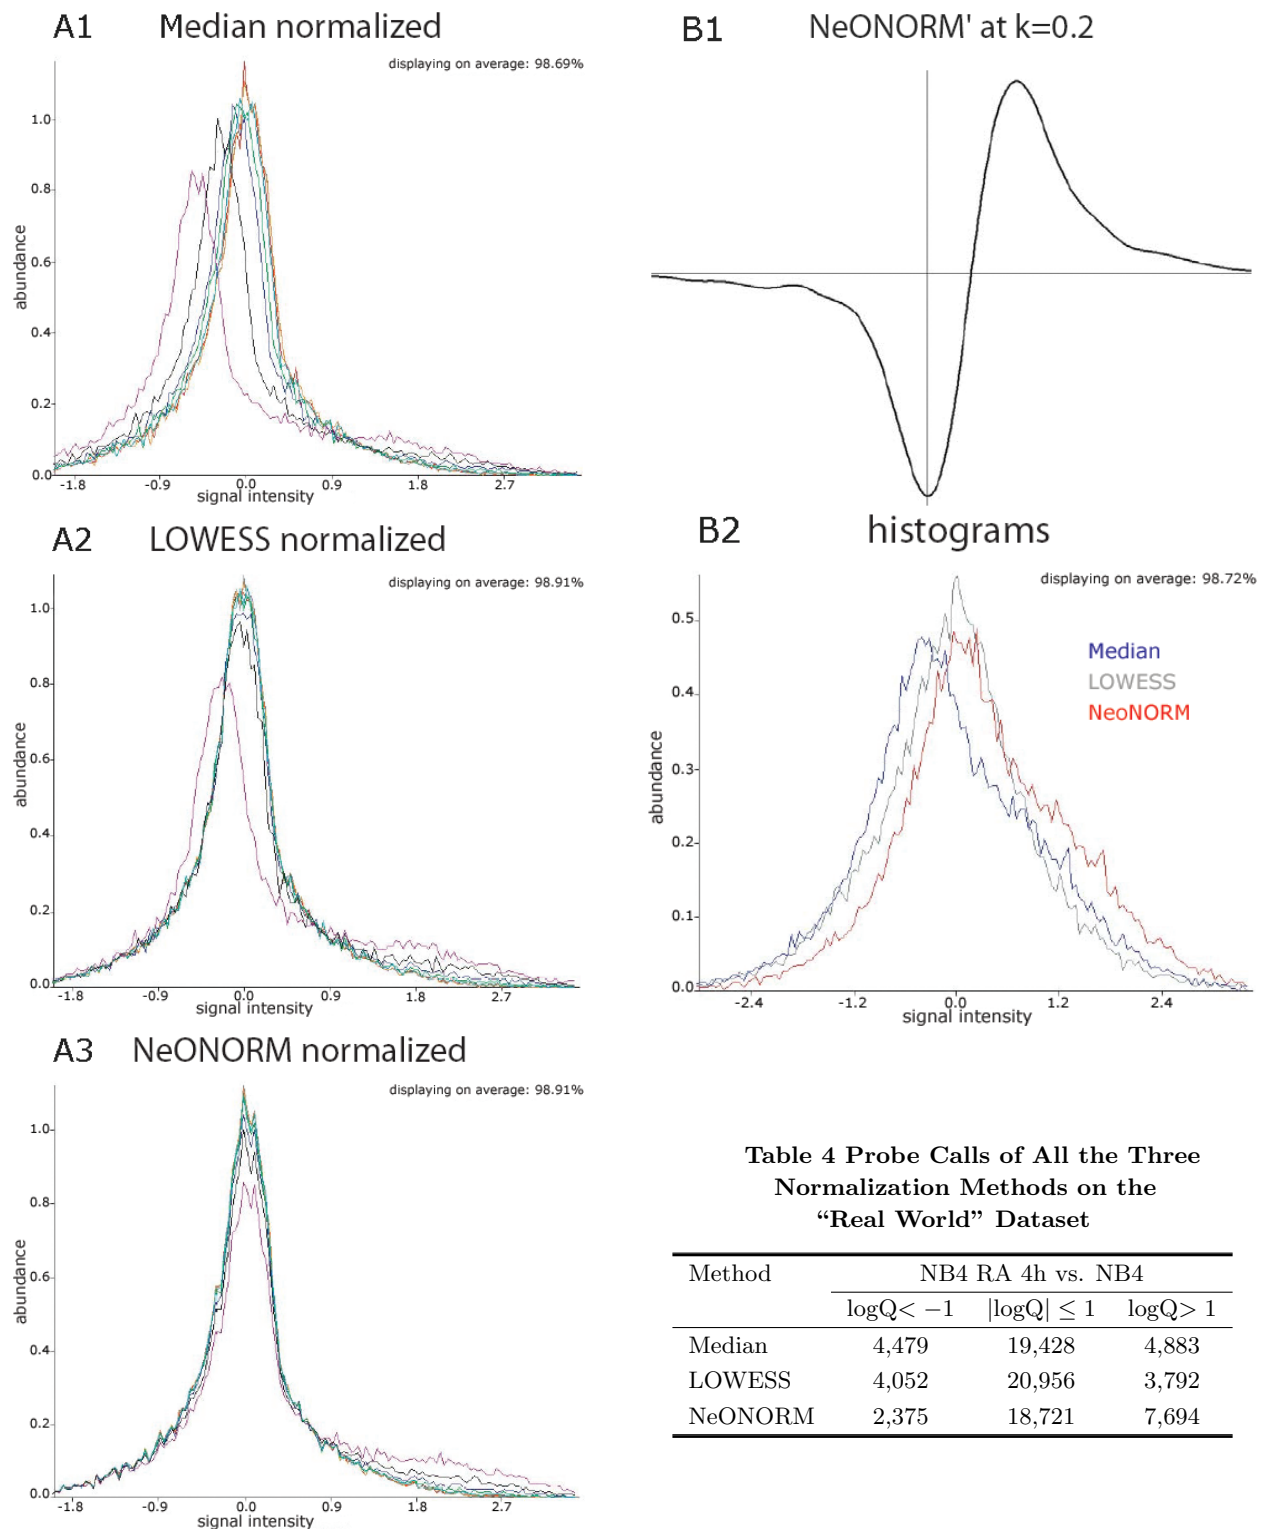 A1 Median normalized
displaying on average: 98.69%
1.0
0.8
0.6
0.4
0.2
0.0
abundance
-1.8 -0.9 0.0 0.9 1.8 2.7
signal intensity
A2 LOWESS normalized
displaying on average: 98.91%
1.0
0.8
0.6
0.4
0.2
0.0
abundance
-1.8 -0.9 0.0 0.9 1.8 2.7
signal intensity
A3 NeONORM normalized
displaying on average: 98.91%
1.0
0.8
0.6
0.4
0.2
0.0
abundance
-1.8 -0.9 0.0 0.9 1.8 2.7
signal intensity
B1 NeONORM' at k=0.2
B2 histograms
displaying on average: 98.72%
0.5
0.4
0.3
0.2
0.1
0.0
abundance
Median
LOWESS
NeoNORM
-2.4 -1.2 0.0 1.2 2.4
signal intensity
Table 4 Probe Calls of All the Three
Normalization Methods on the
“Real World” Dataset
Method NB4 RA 4h vs. NB4
logQ< −1 |logQ| ≤ 1 logQ> 1
Median 4,479 19,428 4,883
LOWESS 4,052 20,956 3,792
NeONORM 2,375 18,721 7,694